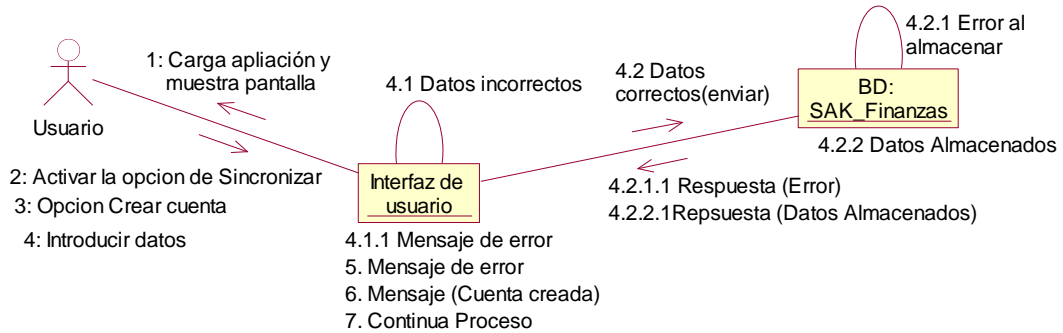 1: Carga apliación y
muestra pantalla
Usuario
2: Activar la opcion de Sincronizar
3: Opcion Crear cuenta
4: Introducir datos
4.1 Datos incorrectos
Interfaz de
usuario
4.1.1 Mensaje de error
5. Mensaje de error
6. Mensaje (Cuenta creada)
7. Continua Proceso
4.2 Datos
correctos(enviar)
4.2.1 Error al
almacenar
BD:
SAK_Finanzas
4.2.2 Datos Almacenados
4.2.1.1 Respuesta (Error)
4.2.2.1Repsuesta (Datos Almacenados)